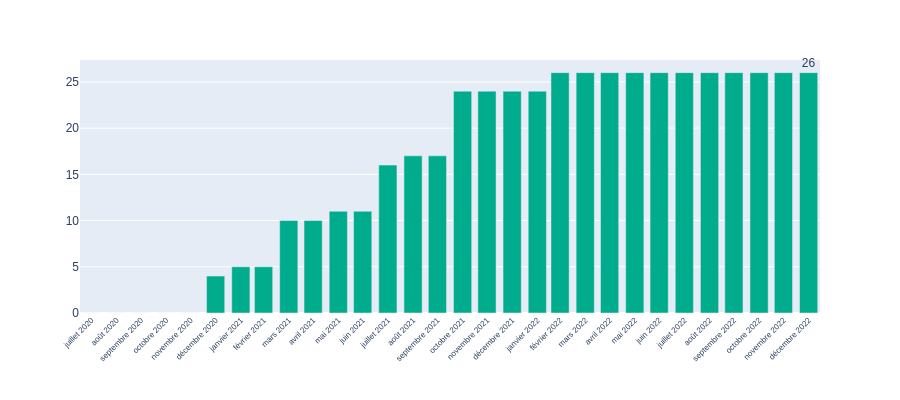 26
25
20
15
10
5
0
juillet 2020
août 2020
septembre 2020
octobre 2020
novembre 2020
décembre 2020
janvier 2021
février 2021
mars 2021
avril 2021
mai 2021
juin 2021
juillet 2021
août 2021
septembre 2021
octobre 2021
novembre 2021
décembre 2021
janvier 2022
février 2022
mars 2022
avril 2022
mai 2022
juin 2022
juillet 2022
août 2022
septembre 2022
octobre 2022
novembre 2022
décembre 2022